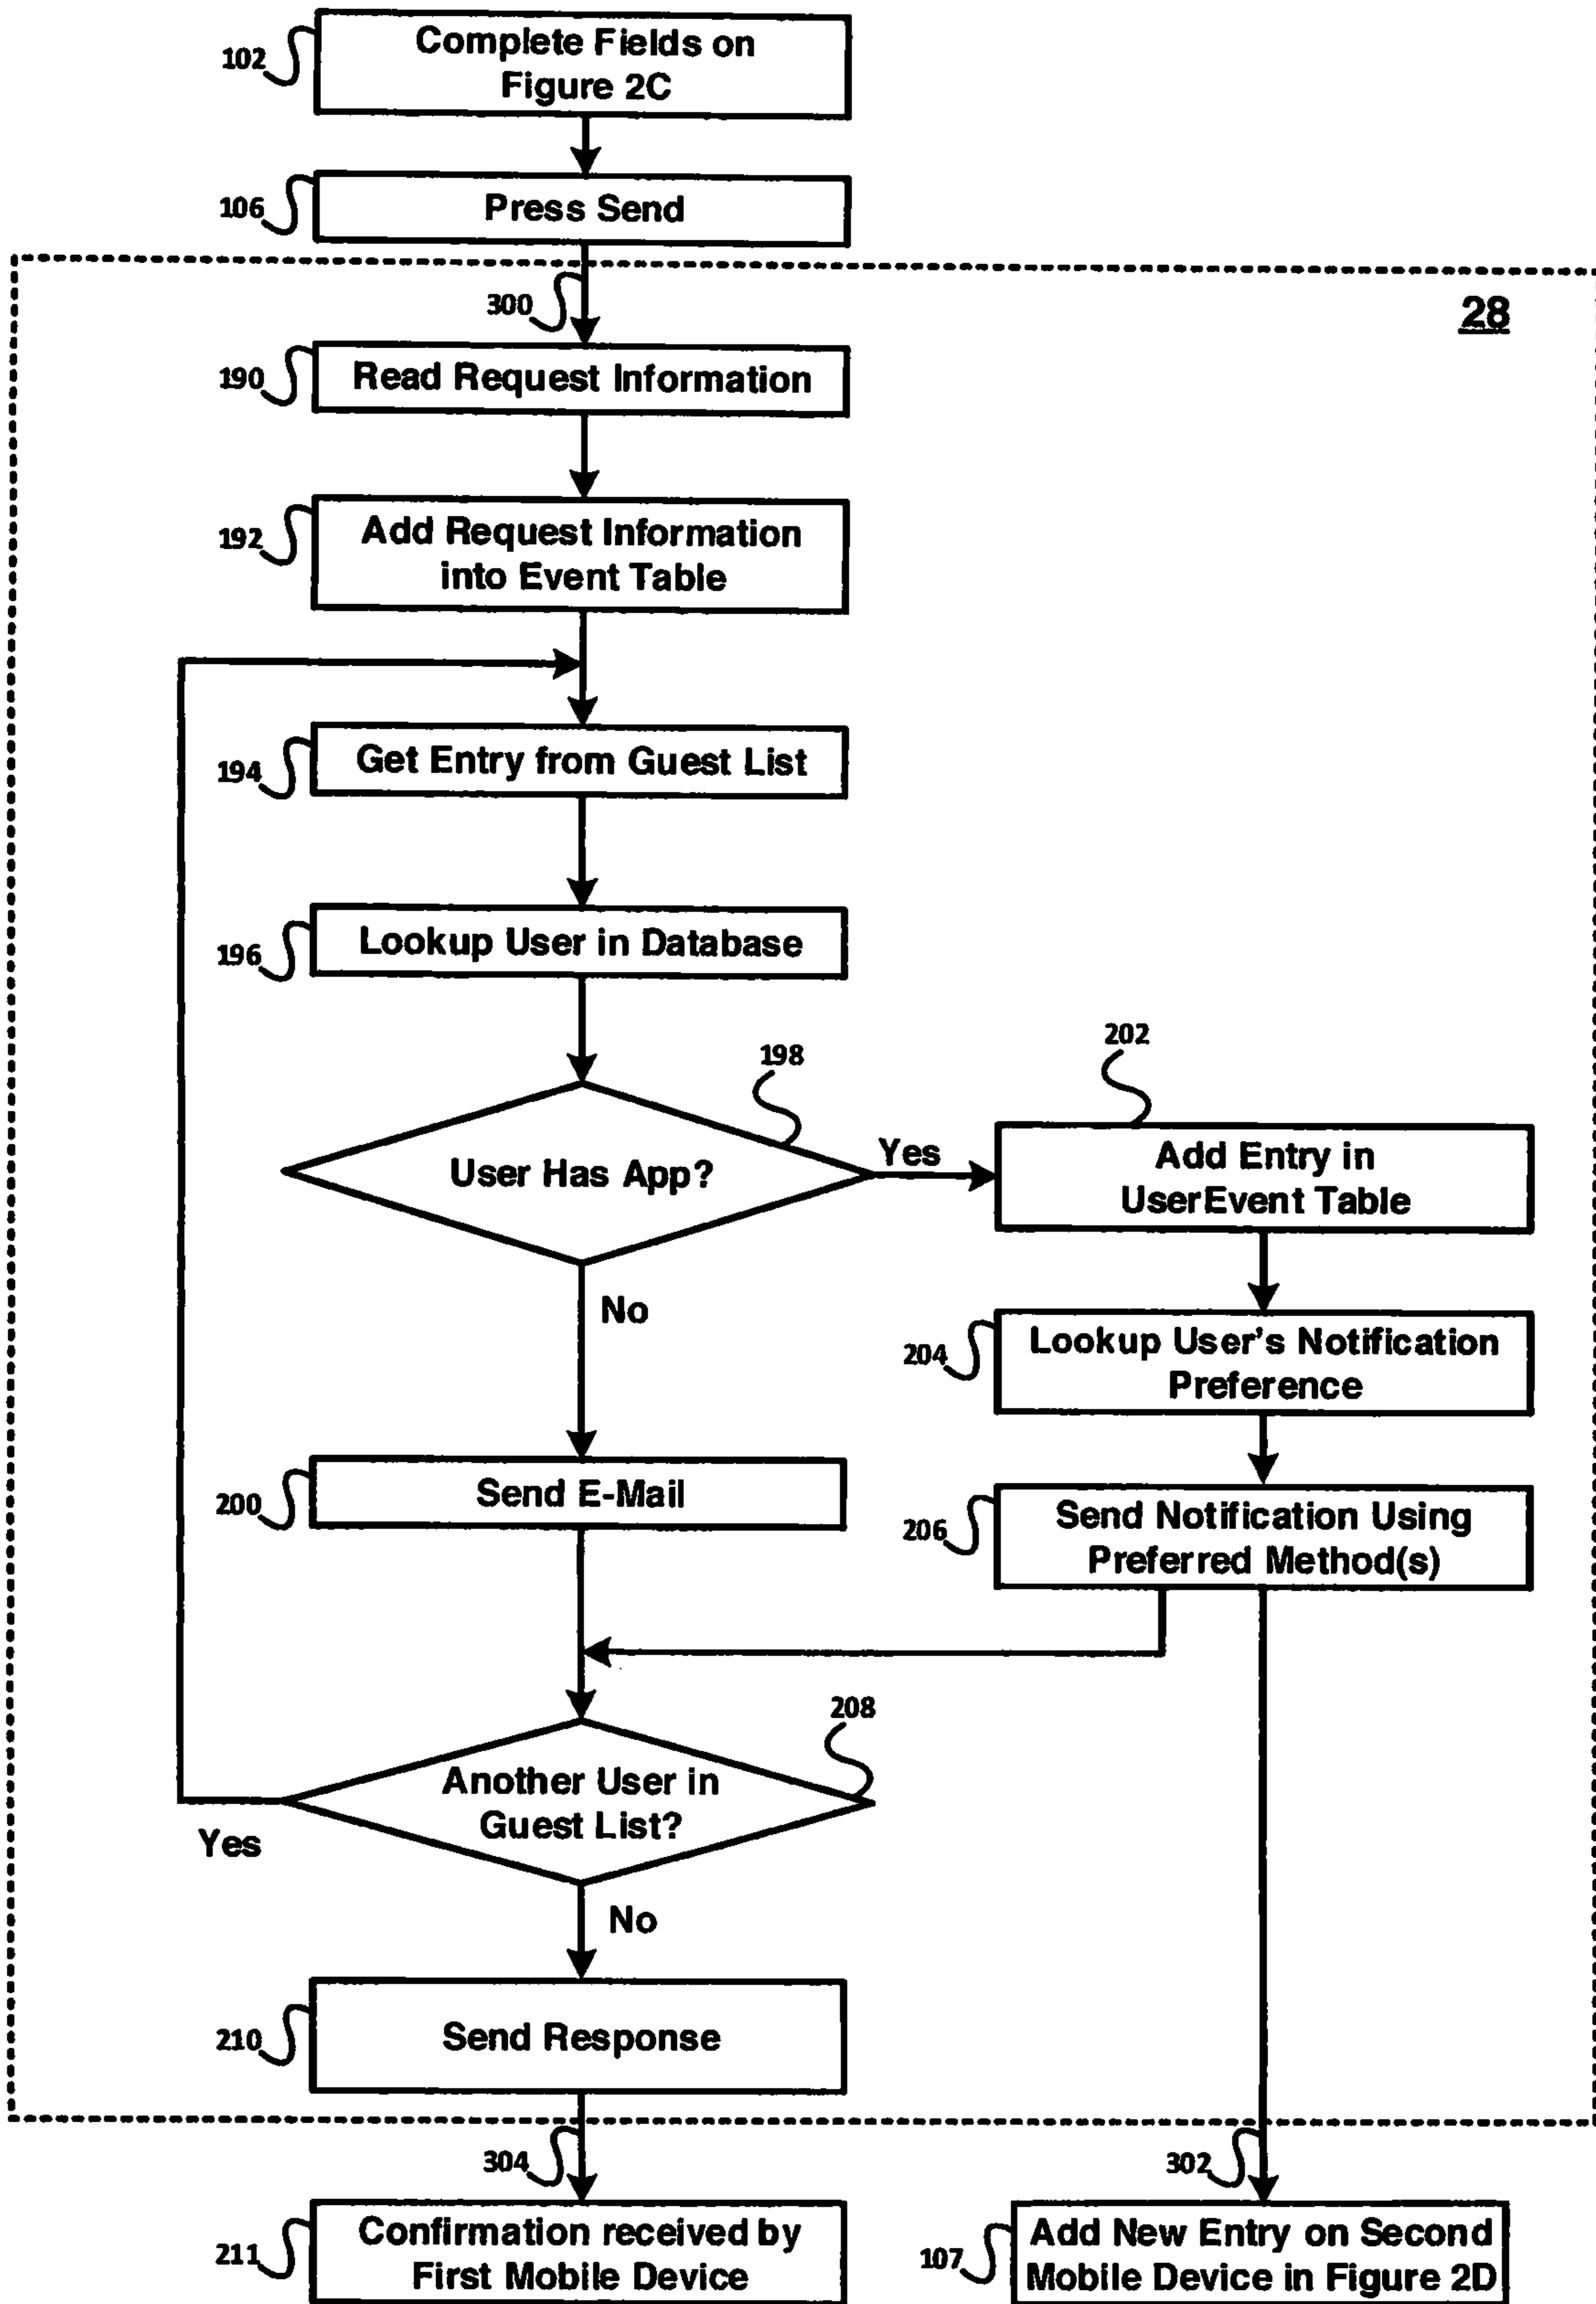 102
Complete Fields on
Figure 2C
106
Press Send
300
28
190
Read Request Information
192
Add Request Information
into Event Table
194
Get Entry from Guest List
196
Lookup User in Database
198
User Has App?
Yes
202
Add Entry in
UserEvent Table
No
204
Lookup User's Notification
Preference
200
Send E-Mail
206
Send Notification Using
Preferred Method(s)
208
Another User in
Guest List?
Yes
No
210
Send Response
304
302
211
Confirmation received by
First Mobile Device
107
Add New Entry on Second
Mobile Device in Figure 2D